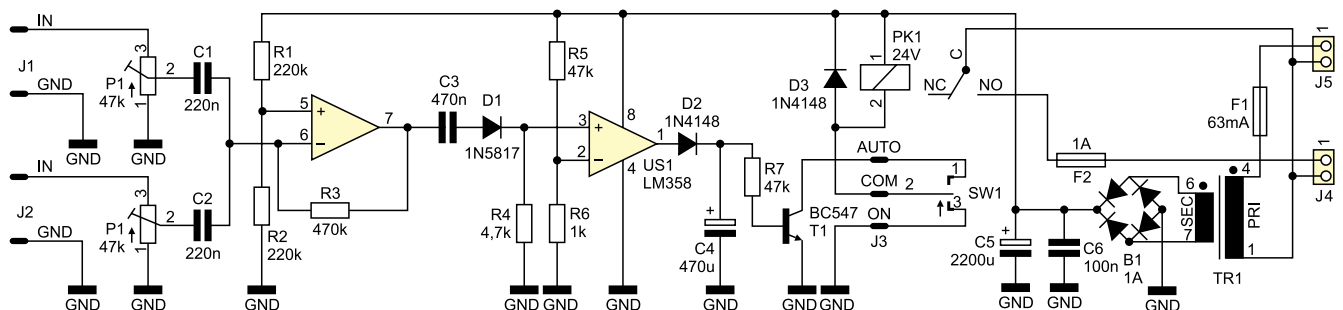 IN
J1
GND
GND
3
2
1
P1
47k
GND
C1
220n
IN
J2
GND
GND
3
2
1
P1
47k
GND
C2
220n
R1
220k
R2
220k
GND
5
6
7
R3
470k
C3
470n
D1
1N5817
R4
4,7k
GND
R5
47k
R6
1k
GND
3
2
8
1
4
US1
LM358
GND
D2
1N4148
C4
470u
GND
R7
47k
BC547
T1
GND
D3
1N4148
PK1
24V
1
2
AUTO
COM
ON
J3
GND
1
2
3
SW1
NC
C
NO
C5
2200u
GND
C6
100n
GND
B1
1A
GND
1A
F2
F1
63mA
6
SEC
7
4
PRI
1
TR1
1
J5
1
J4